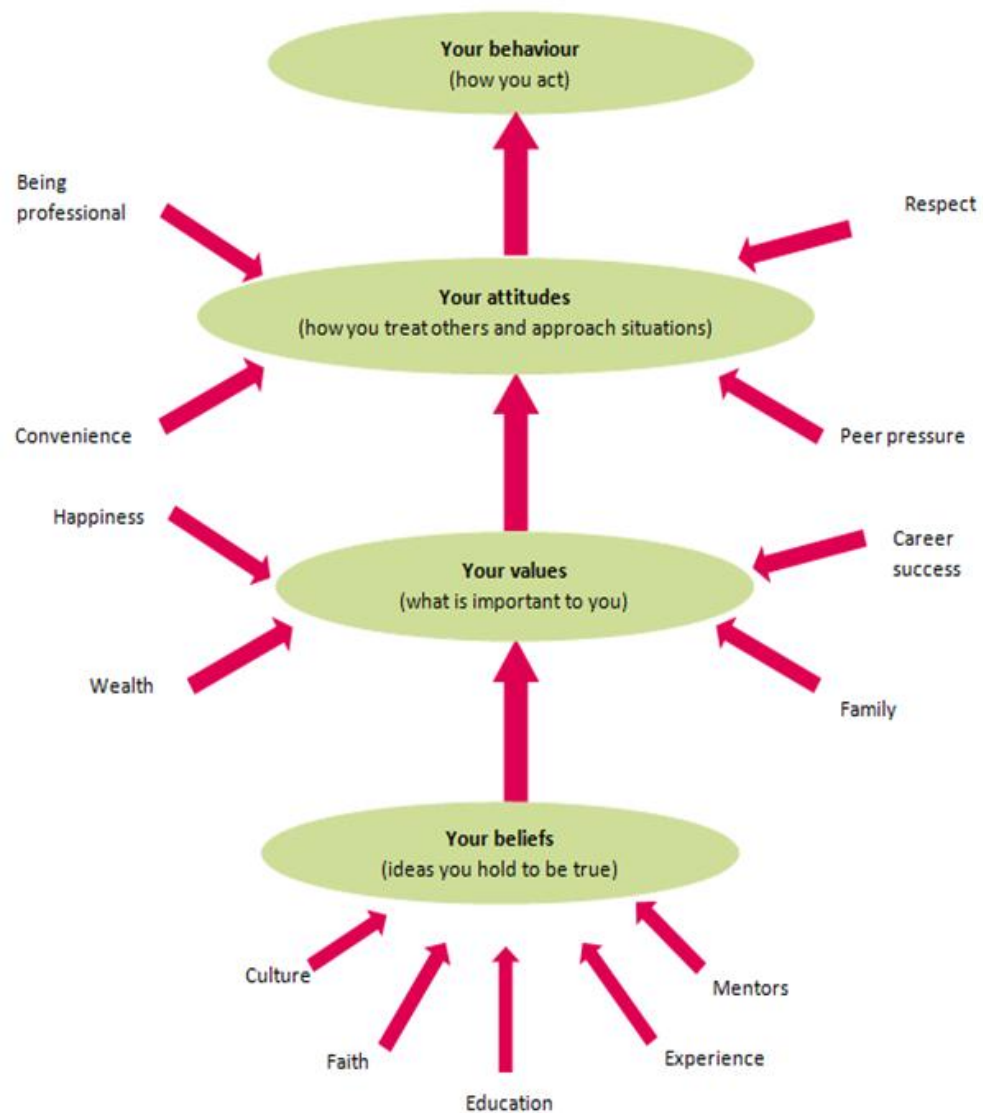 Your behaviour
(how you act)
Being
professional
Respect
Your attitudes
(how you treat others and approach situations)
Convenience
Peer pressure
Happiness
Career
success
Your values
(what is important to you)
Wealth
Family
Your beliefs
(ideas you hold to be true)
Culture
Mentors
Faith
Experience
Education